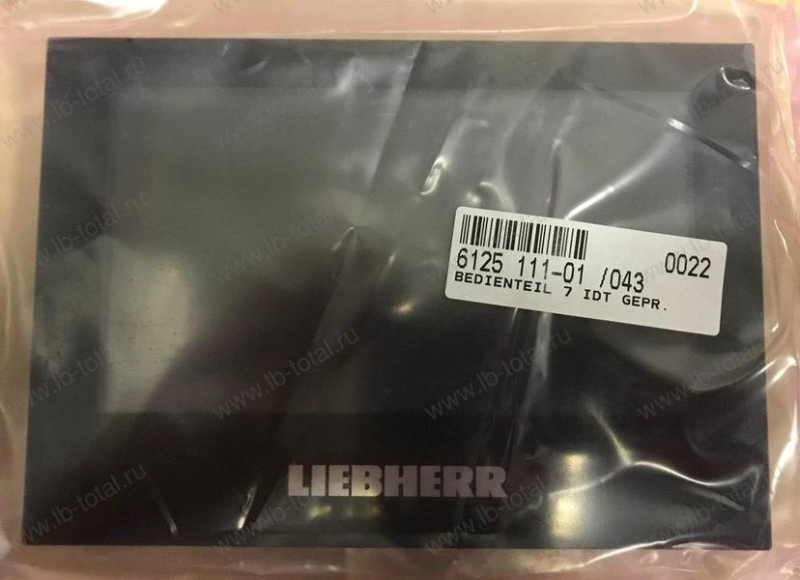 6125 111-01 /043 0022
BEDIENTEIL 7 IDT GEPR.
LIEBHERR
www.lb-total.ru